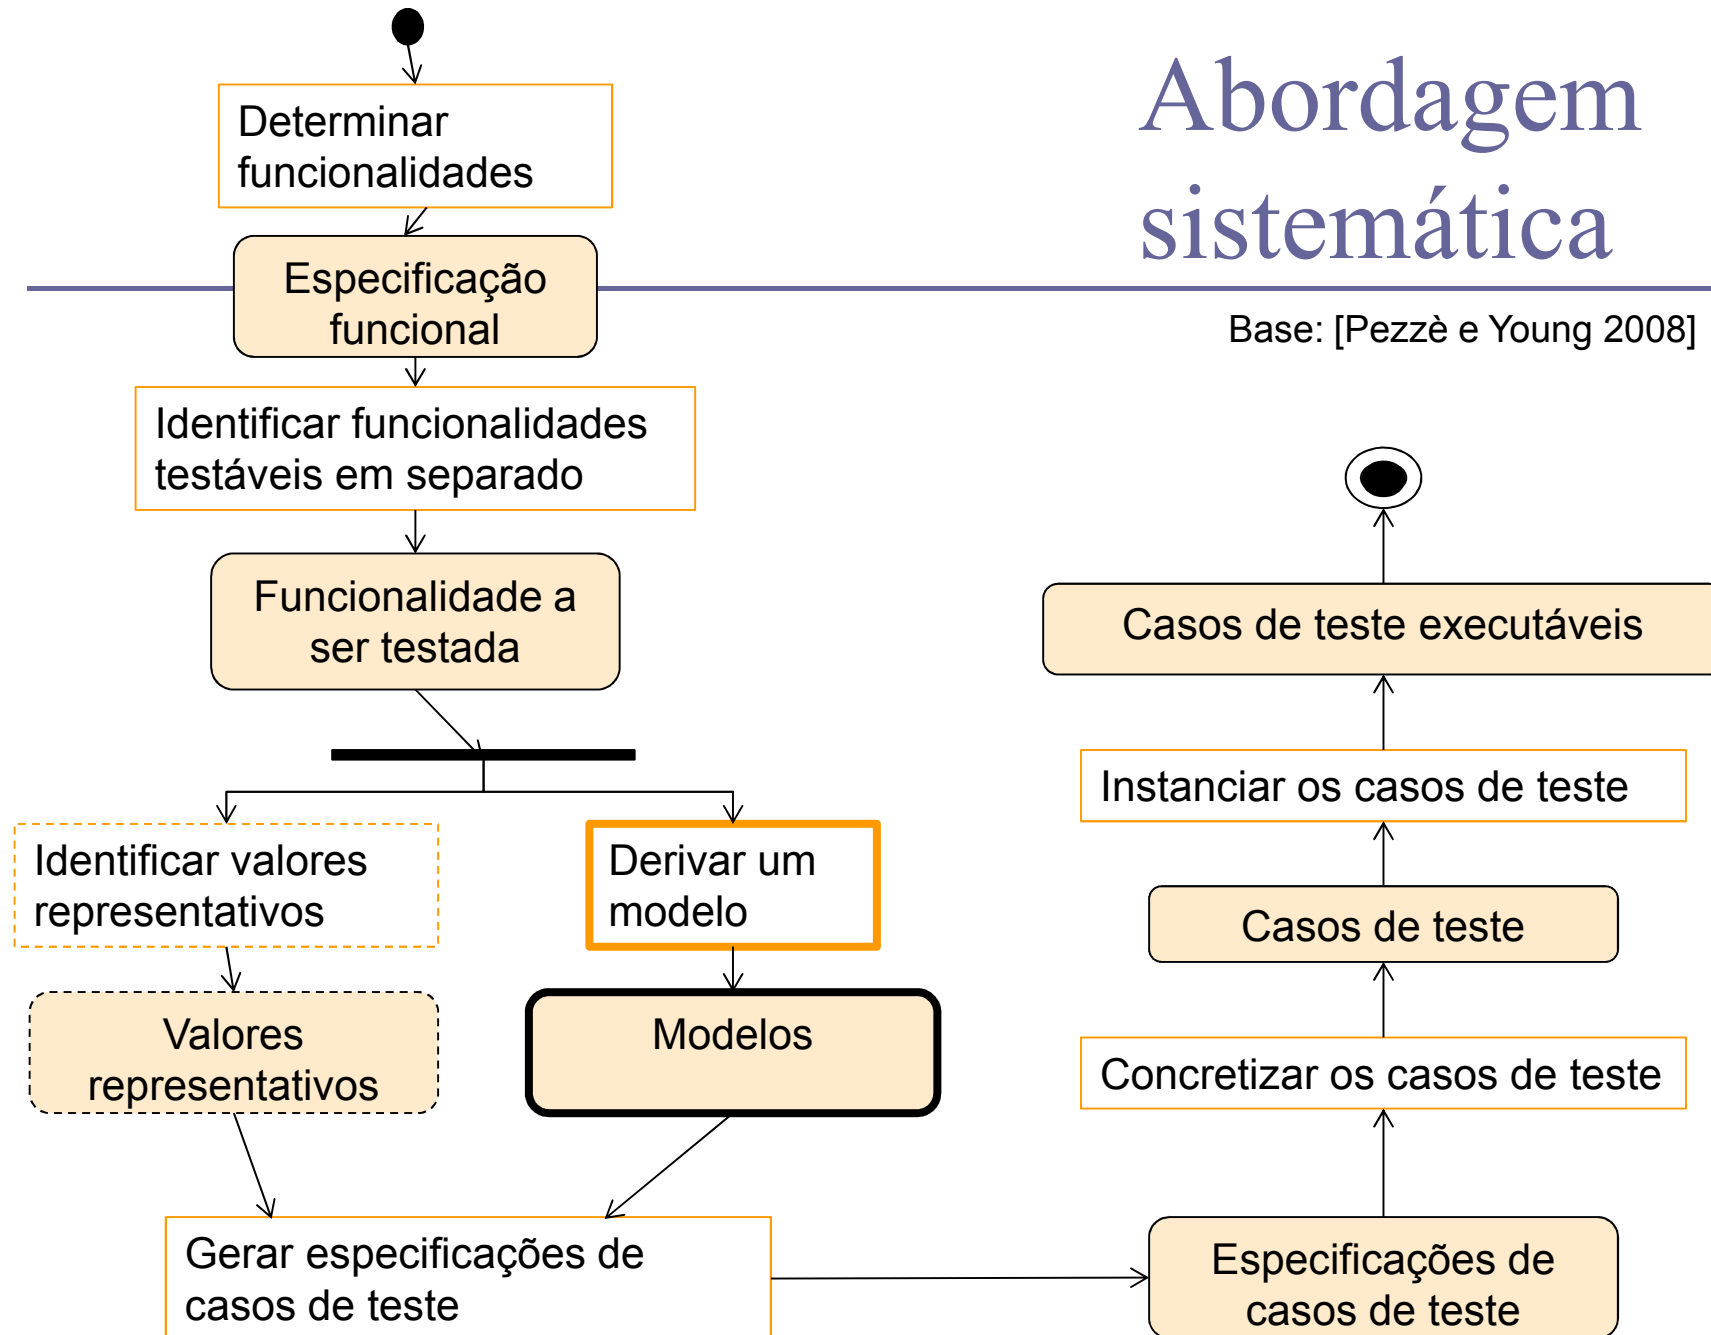 Abordagem
sistemática
Base: [Pezzè e Young 2008]
Determinar
funcionalidades
Especificação
funcional
Identificar funcionalidades
testáveis em separado
Funcionalidade a
ser testada
Identificar valores
representativos
Derivar um
modelo
Valores
representativos
Modelos
Gerar especificações de
casos de teste
Especificações de
casos de teste
Concretizar os casos de teste
Casos de teste
Instanciar os casos de teste
Casos de teste executáveis